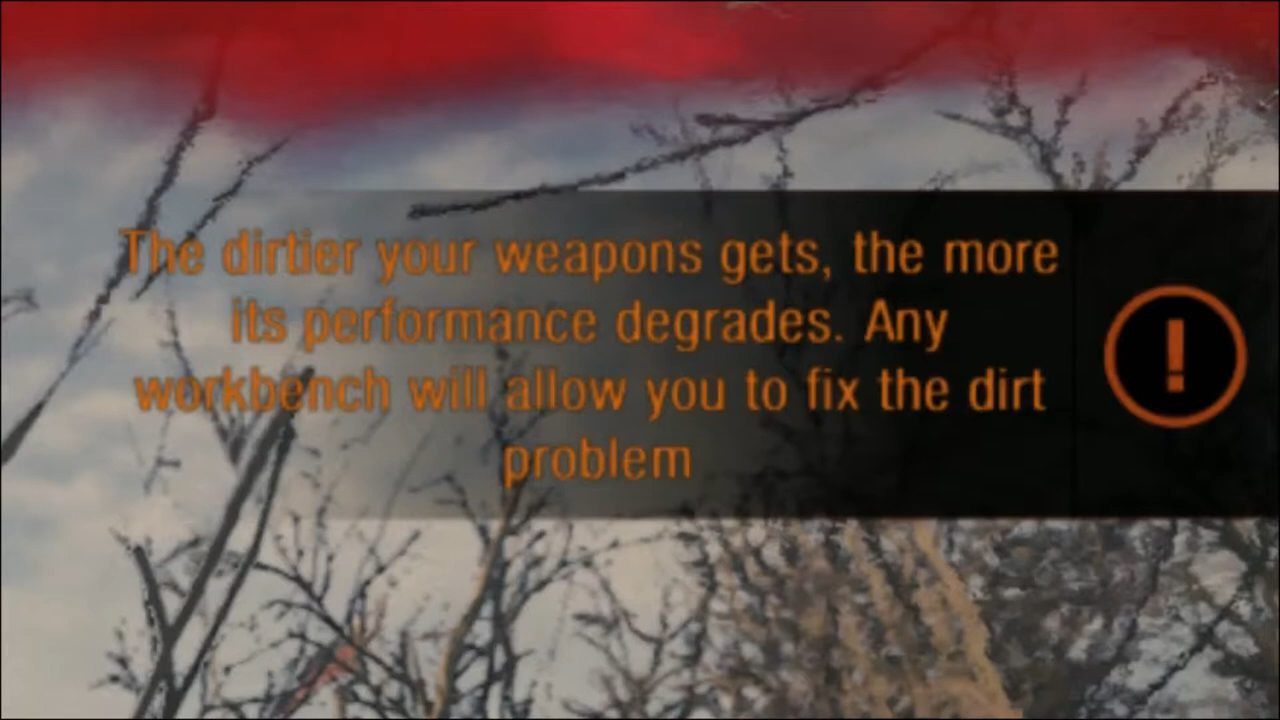 The dirtier your weapons gets, the more
its performance degrades. Any
workbench will allow you to fix the dirt
problem